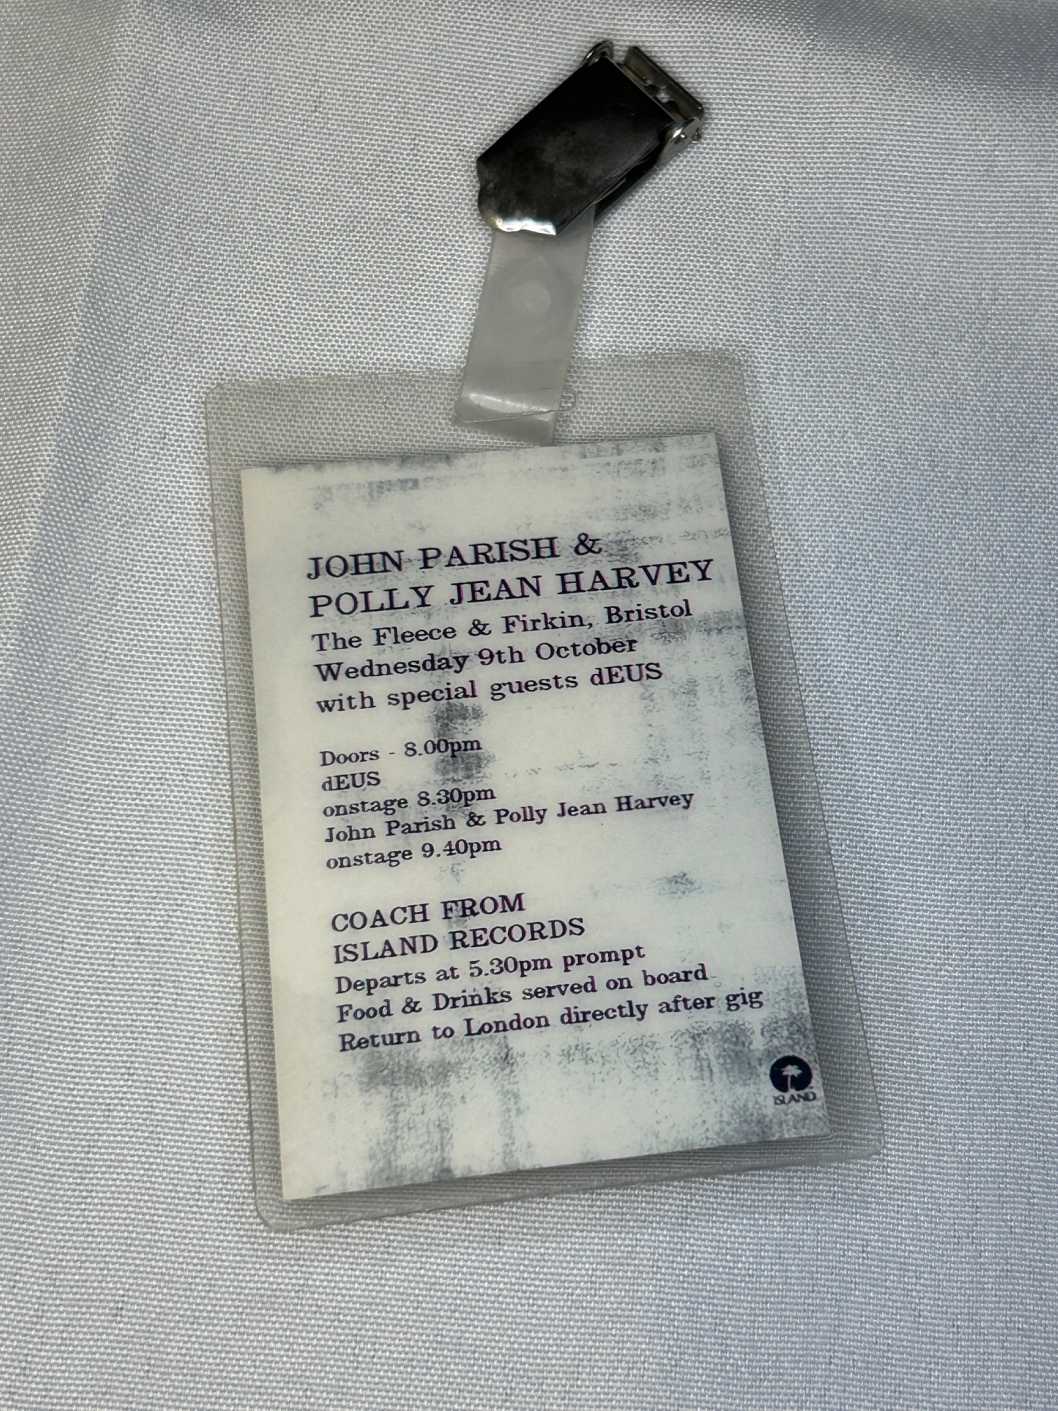 JOHN PARISH &
POLLY JEAN HARVEY
The Fleece & Firkin, Bristol
Wednesday 9th October
with special guests dEUS
Doors - 8.00pm
dEUS
onstage 8.30pm
John Parish & Polly Jean Harvey
onstage 9.40pm
COACH FROM
ISLAND RECORDS
Departs at 5.30pm prompt
Food & Drinks served on board
Return to London directly after gig
ISLAND